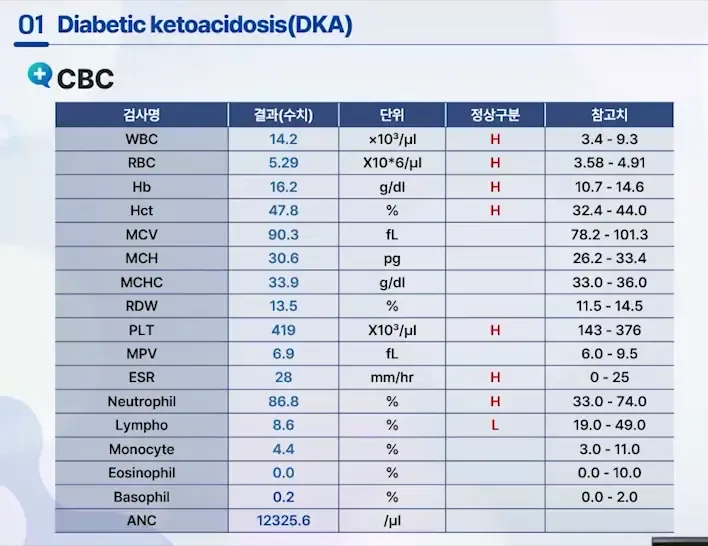 01 Diabetic ketoacidosis(DKA)
CBC
검사명 결과(수치) 단위 정상구분 참고치
WBC 14.2 ×10³/μl H 3.4 - 9.3
RBC 5.29 X10*6/μl H 3.58 - 4.91
Hb 16.2 g/dl H 10.7 - 14.6
Hct 47.8 % H 32.4 - 44.0
MCV 90.3 fL 78.2 - 101.3
MCH 30.6 pg 26.2 - 33.4
MCHC 33.9 g/dl 33.0 - 36.0
RDW 13.5 % 11.5 - 14.5
PLT 419 X10³/μl H 143 - 376
MPV 6.9 fL 6.0 - 9.5
ESR 28 mm/hr H 0 - 25
Neutrophil 86.8 % H 33.0 - 74.0
Lympho 8.6 % L 19.0 - 49.0
Monocyte 4.4 % 3.0 - 11.0
Eosinophil 0.0 % 0.0 - 10.0
Basophil 0.2 % 0.0 - 2.0
ANC 12325.6 /μl